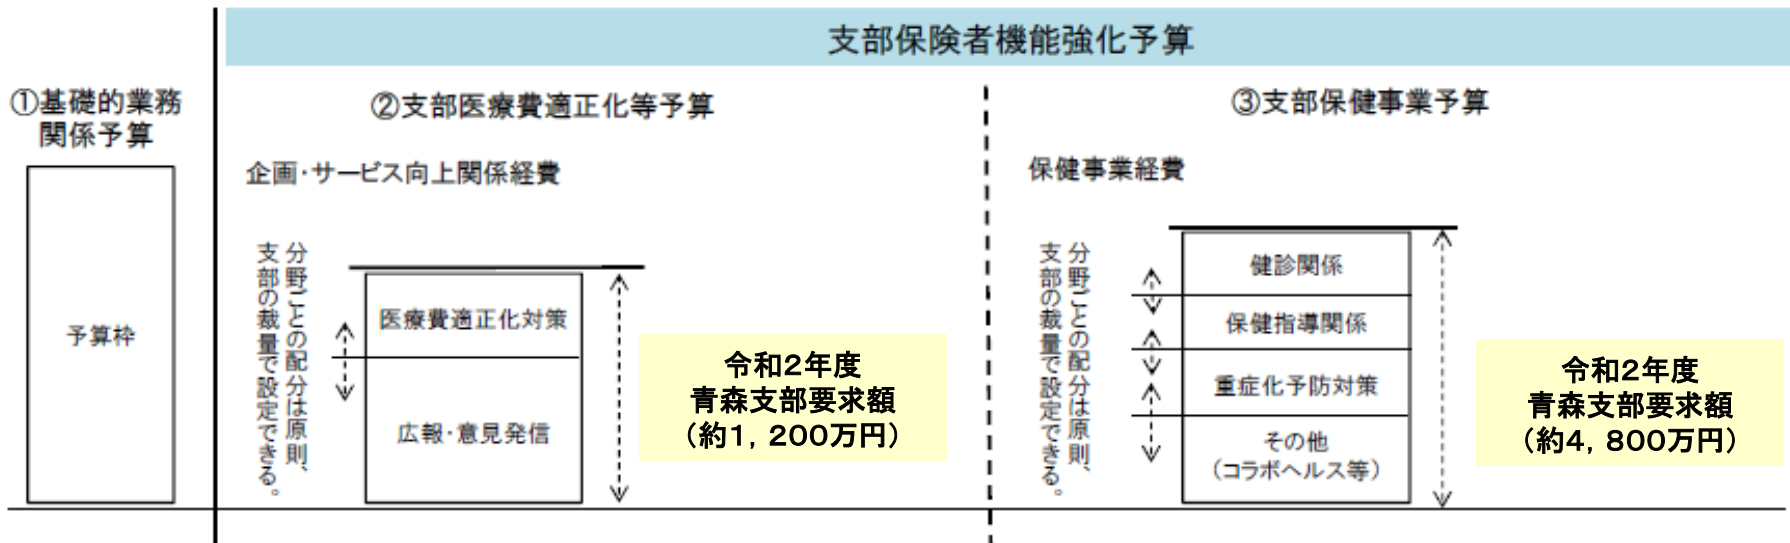 支部保険者機能強化予算
①基礎的業務
関係予算
予算枠
②支部医療費適正化等予算
企画・サービス向上関係経費
分野ごとの配分は原則、
支部の裁量で設定できる。
医療費適正化対策
広報・意見発信
令和2年度
青森支部要求額
(約1,200万円)
③支部保健事業予算
保健事業経費
分野ごとの配分は原則、
支部の裁量で設定できる。
健診関係
保健指導関係
重症化予防対策
その他
(コラボヘルス等)
令和2年度
青森支部要求額
(約4,800万円)